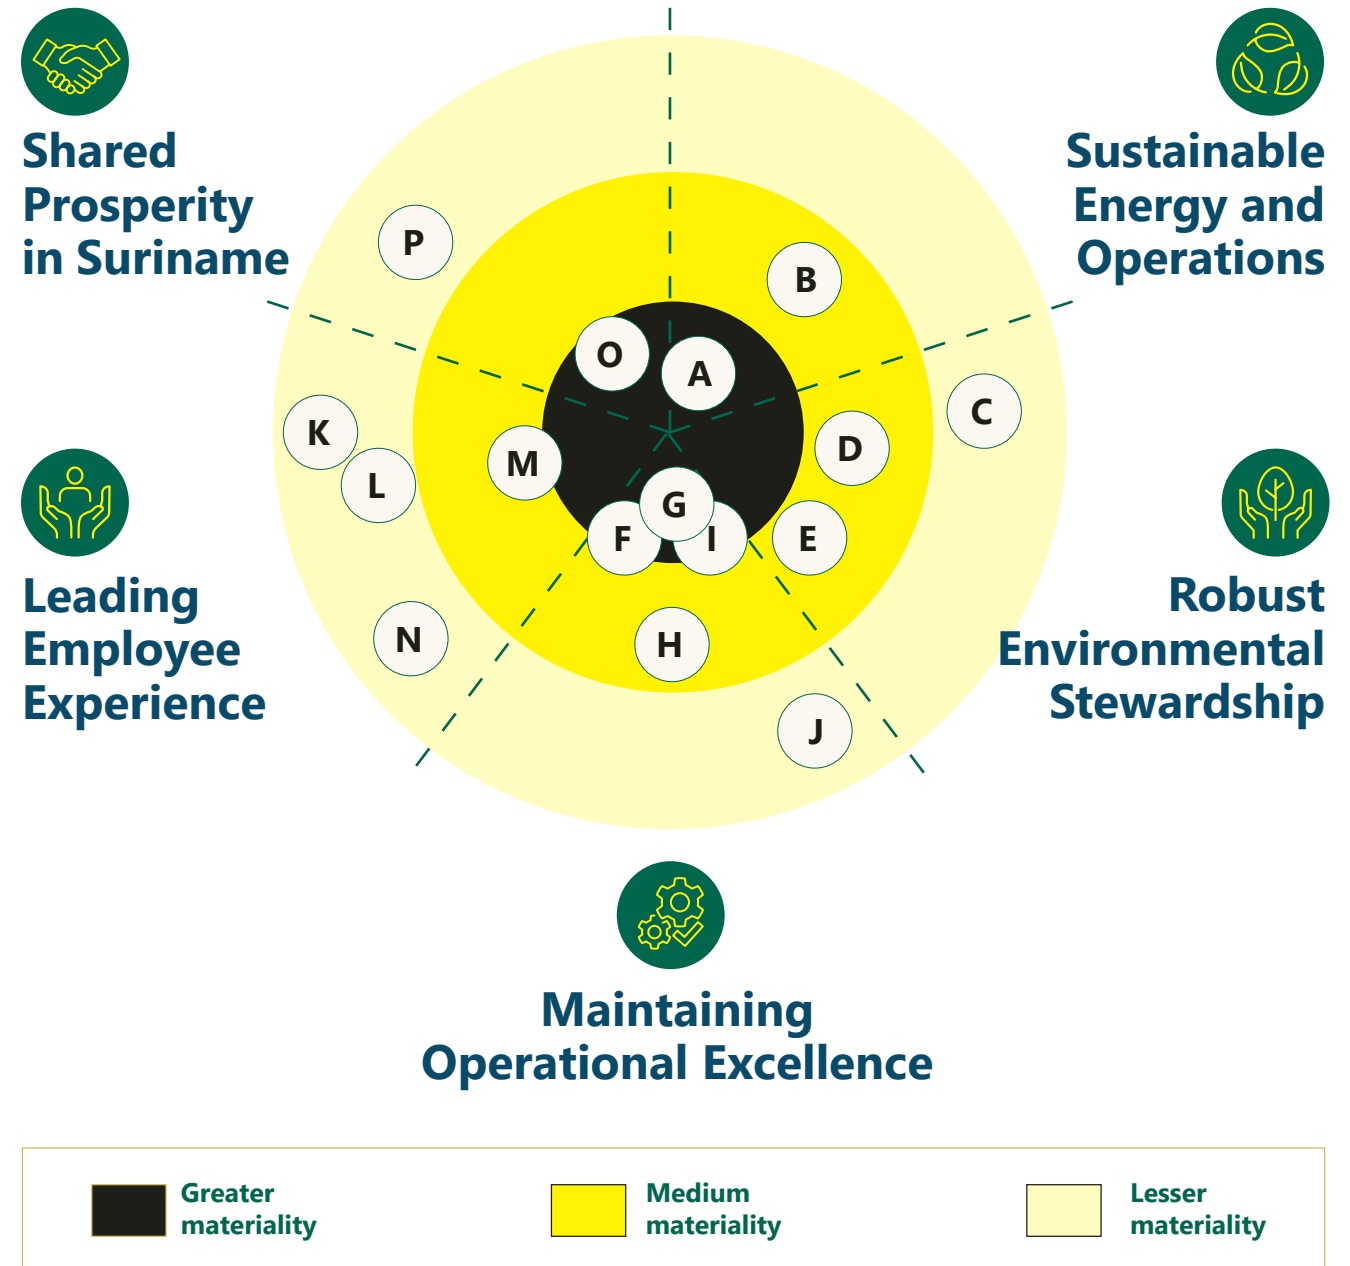 Shared
Prosperity
in Suriname
Sustainable
Energy and
Operations
P
B
O
A
K
L
M
C
D
G
F
I
E
N
H
J
Leading
Employee
Experience
Robust
Environmental
Stewardship
Maintaining
Operational Excellence
Greater
materiality
Medium
materiality
Lesser
materiality